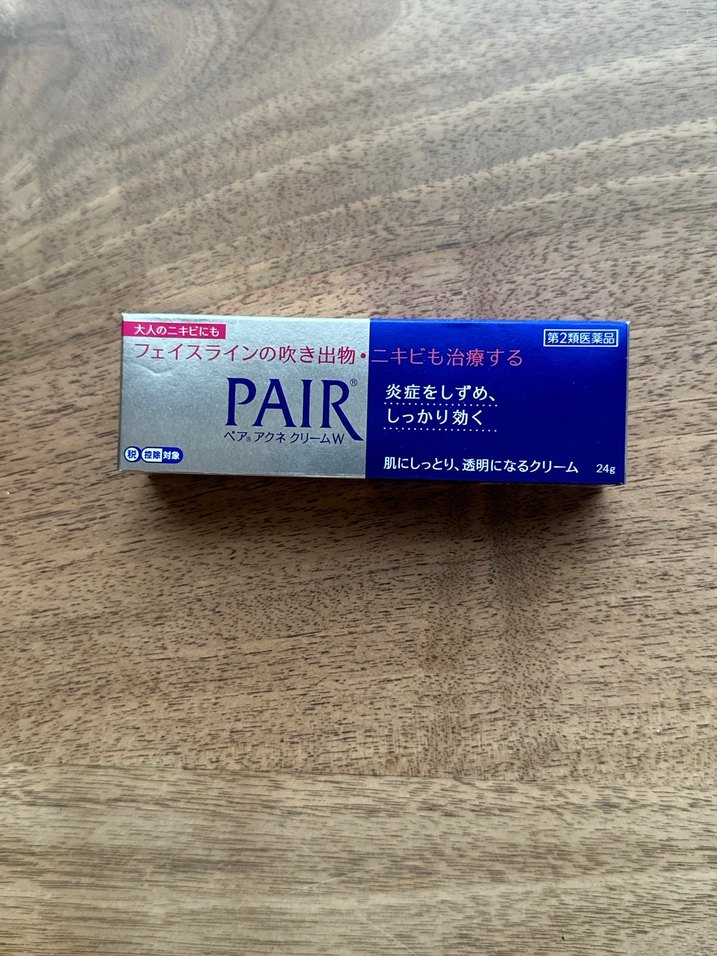 大人のニキビにも
フェイスラインの吹き出物・ニキビも治療する
第2類医薬品
PAIR®
ペア® アクネ クリームW
炎症をしずめ、
しっかり効く
税 控除 対象
肌にしっとり、透明になるクリーム
24g